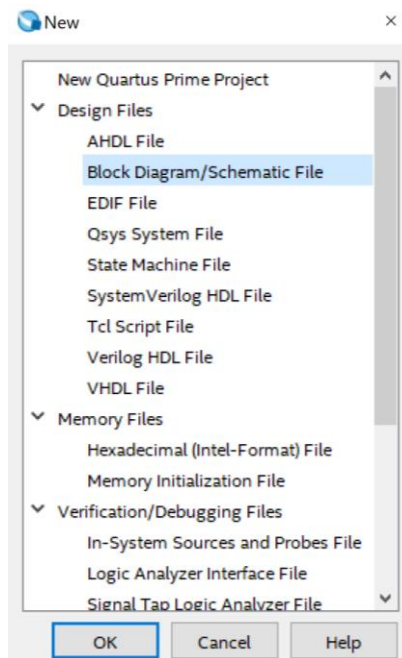 New
New Quartus Prime Project
Design Files
AHDL File
Block Diagram/Schematic File
EDIF File
Qsys System File
State Machine File
SystemVerilog HDL File
Tcl Script File
Verilog HDL File
VHDL File
Memory Files
Hexadecimal (Intel-Format) File
Memory Initialization File
Verification/Debugging Files
In-System Sources and Probes File
Logic Analyzer Interface File
Signal Tap Logic Analyzer File
OK Cancel Help